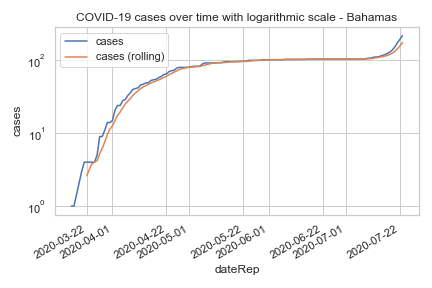 COVID-19 cases over time with logarithmic scale - Bahamas
cases
cases (rolling)
10²
10¹
10⁰
cases
2020-03-22
2020-04-01
2020-04-22
2020-05-01
2020-05-22
2020-06-01
2020-06-22
2020-07-01
2020-07-22
dateRep